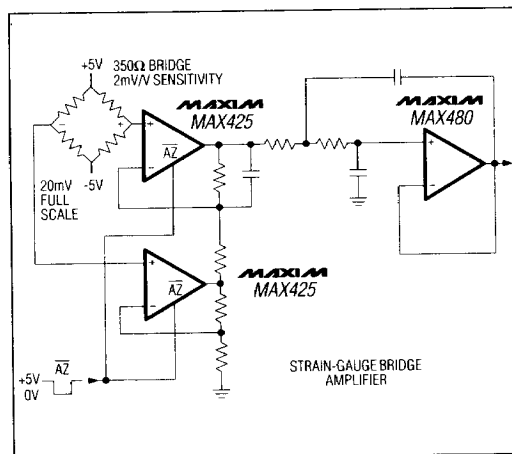 +5V
350Ω BRIDGE
2mV/V SENSITIVITY
MAXIM
MAX425
MAXIM
MAX480
+
-
AZ
-
+
+
-
20mV
FULL
SCALE
-5V
MAXIM
MAX425
+
-
AZ
AZ
+5V
0V
STRAIN-GAUGE BRIDGE
AMPLIFIER